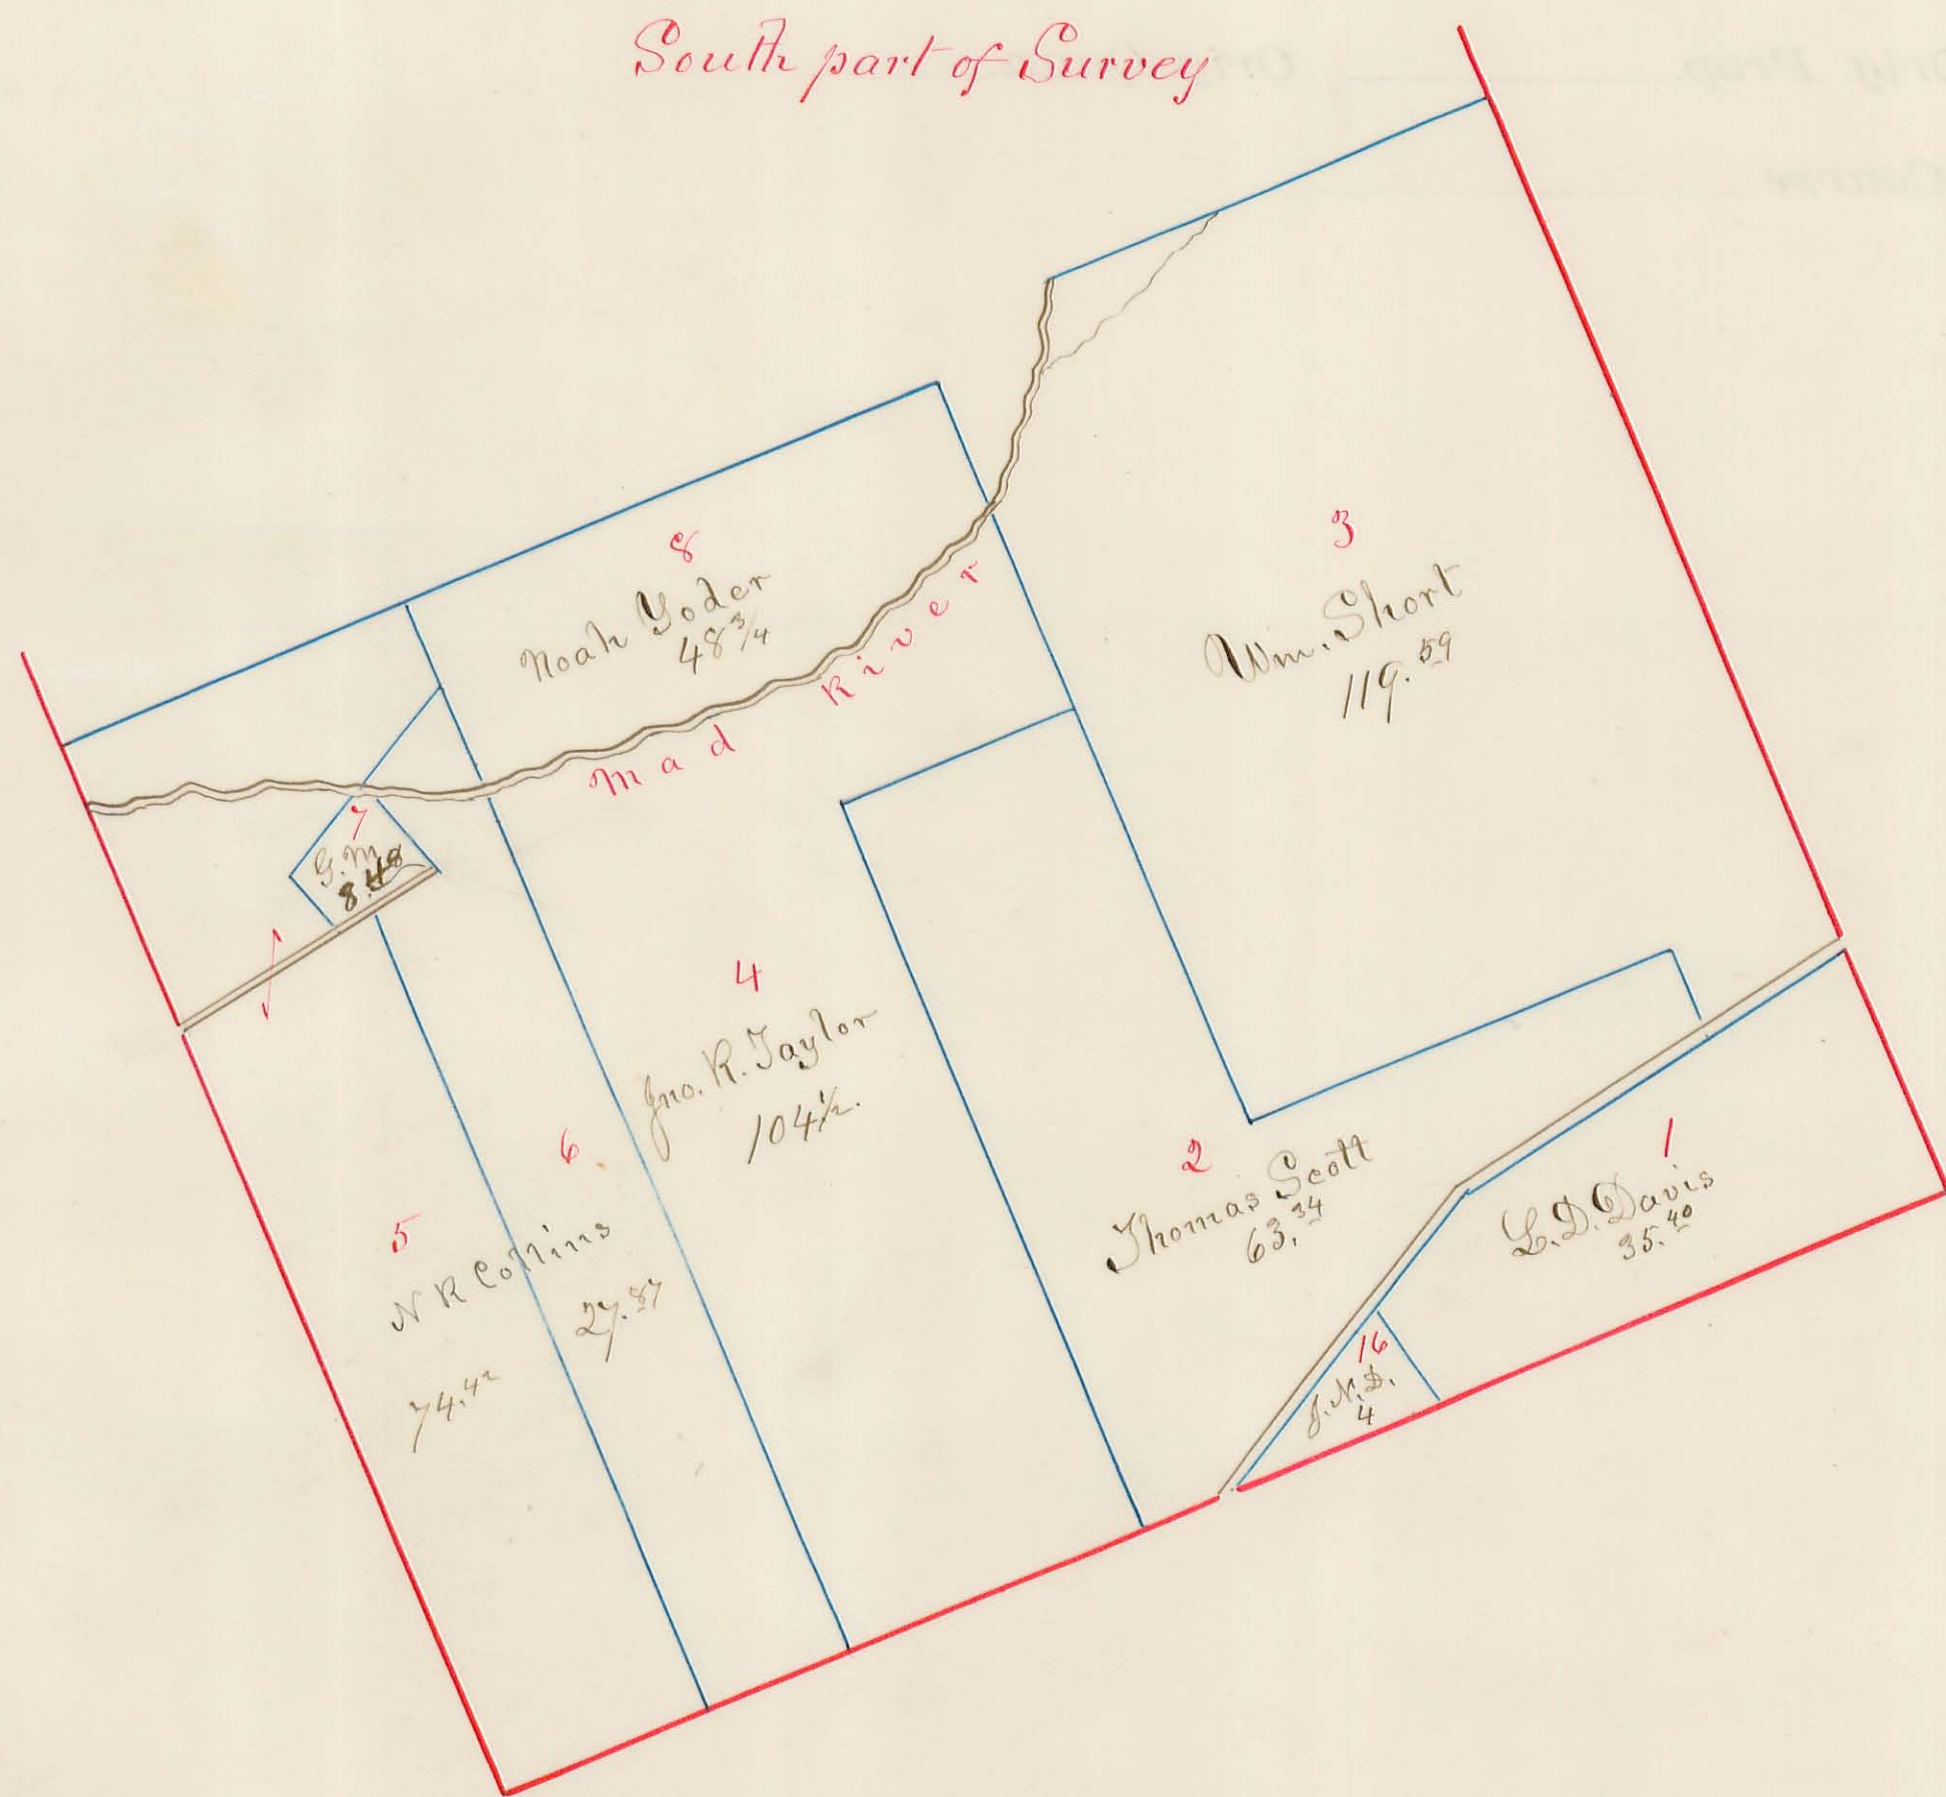 South part of Survey
8
Noah Yoder
48 3/4
Mad River
3
Wm. Short
119.59
7
G.M.
4
Jno. R. Taylor
104 1/2.
6
27.87
5
N R Collins
74.42
2
Thomas Scott
63.34
1
L.D. Davis
35.40
16
J.N.D.
4